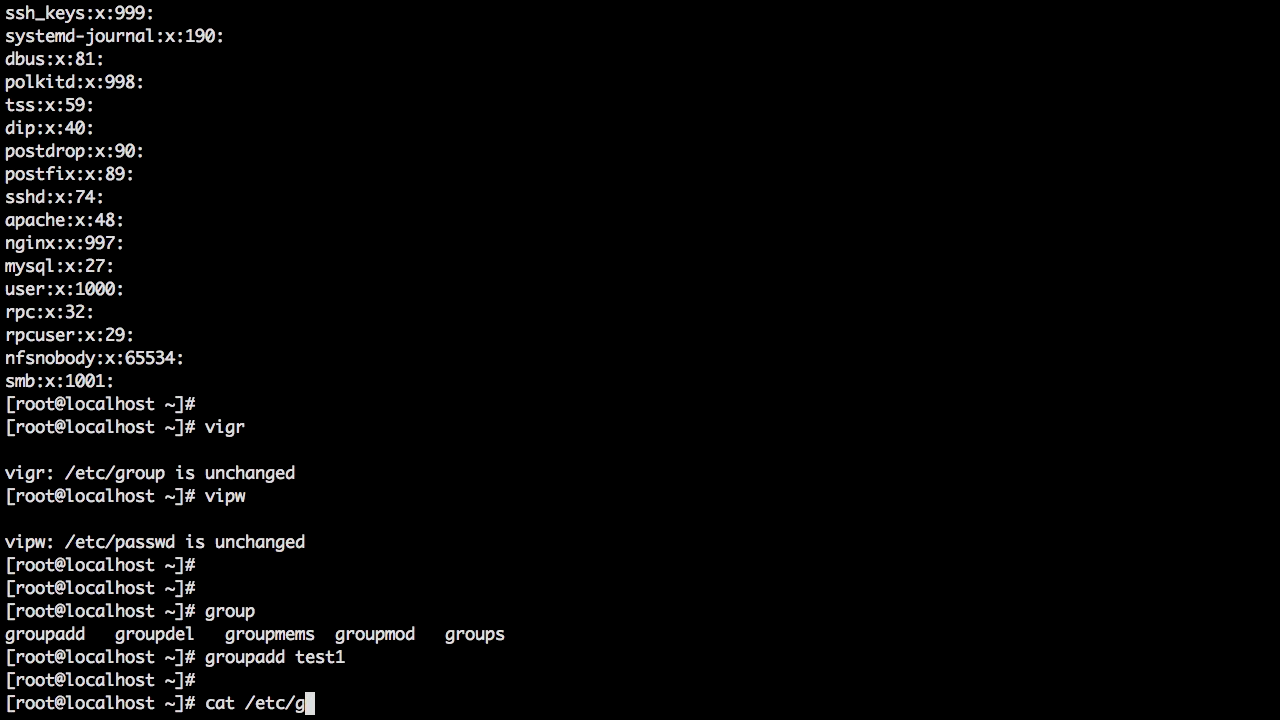 ssh_keys:x:999:
systemd-journal:x:190:
dbus:x:81:
polkitd:x:998:
tss:x:59:
dip:x:40:
postdrop:x:90:
postfix:x:89:
sshd:x:74:
apache:x:48:
nginx:x:997:
mysql:x:27:
user:x:1000:
rpc:x:32:
rpcuser:x:29:
nfsnobody:x:65534:
smb:x:1001:
[root@localhost ~]#
[root@localhost ~]# vigr
vigr: /etc/group is unchanged
[root@localhost ~]# vipw
vipw: /etc/passwd is unchanged
[root@localhost ~]#
[root@localhost ~]#
[root@localhost ~]# group
groupadd groupdel groupmems groupmod groups
[root@localhost ~]# groupadd test1
[root@localhost ~]#
[root@localhost ~]# cat /etc/g